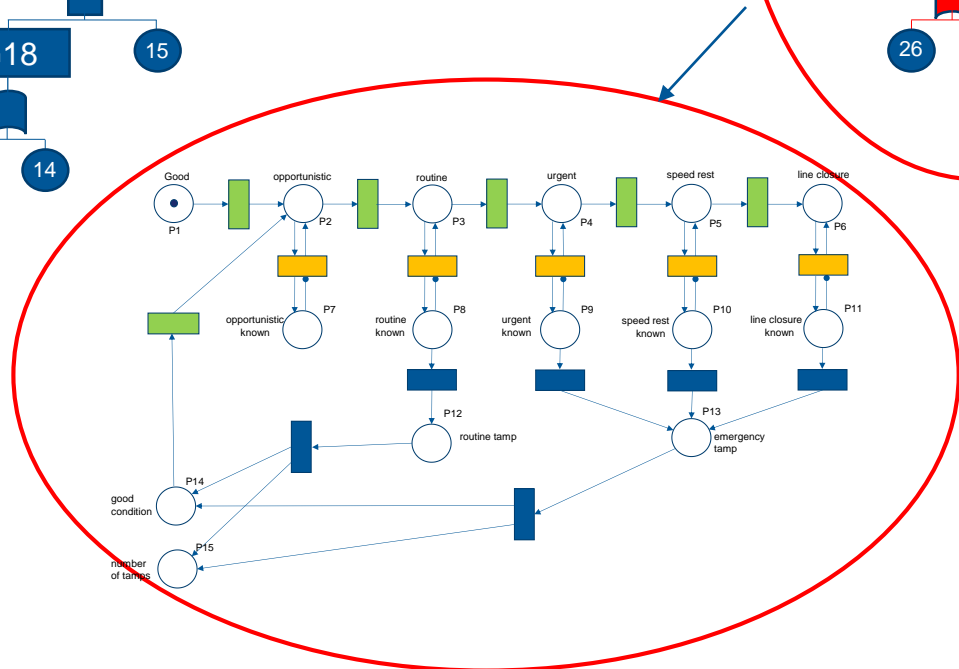 18
15
26
14
Good
opportunistic
routine
urgent
speed rest
line closure
P1
P2
P3
P4
P5
P6
P7
P8
P9
P10
P11
opportunistic
known
routine
known
urgent
known
speed rest
known
line closure
known
P12
routine tamp
P13
emergency
tamp
P14
good
condition
P15
number
of tamps